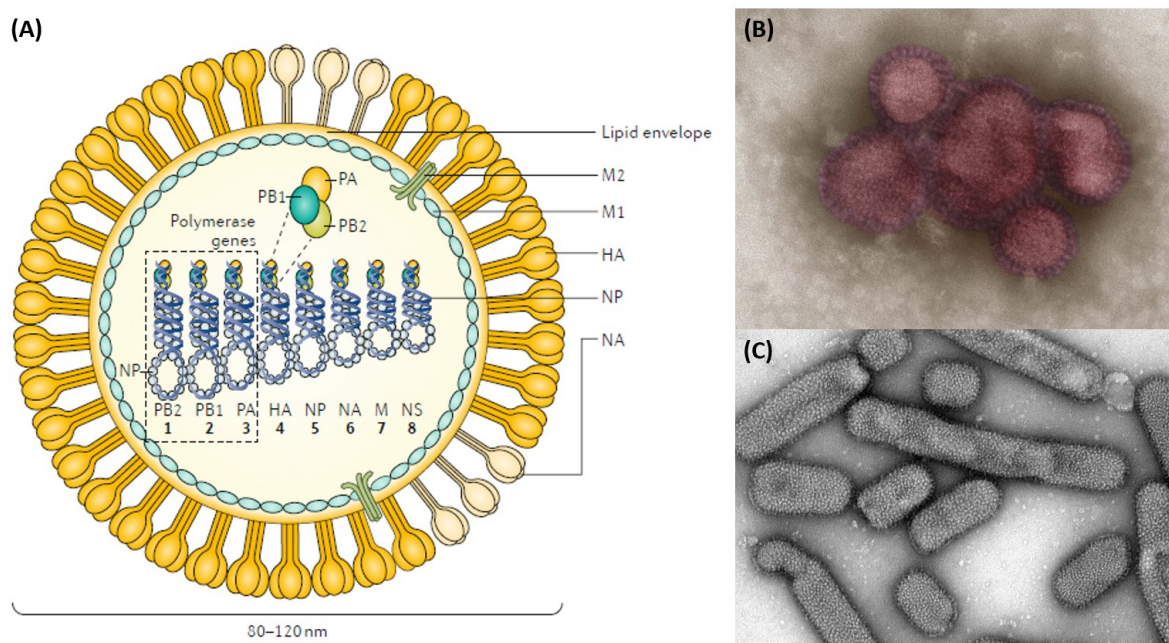 (A)
Lipid envelope
M2
M1
HA
NP
NA
PA
PB1
PB2
Polymerase
genes
NP
PB2 PB1 PA HA NP NA M NS
1 2 3 4 5 6 7 8
80–120 nm
(B)
(C)